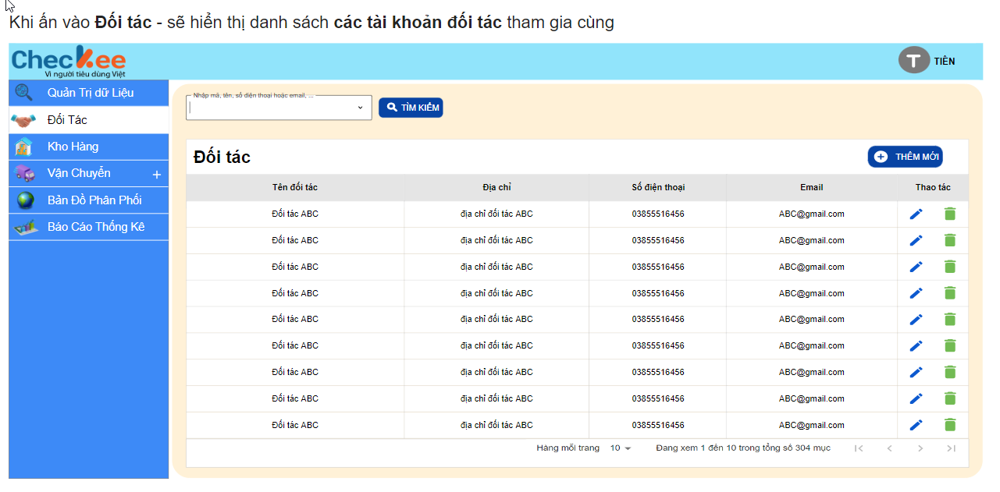 Khi ấn vào Đối tác - sẽ hiển thị danh sách các tài khoản đối tác tham gia cùng
Checkee
Vì người tiêu dùng Việt
T TIÊN
Quản Trị dữ Liệu
Đối Tác
Kho Hàng
Vận Chuyển +
Bản Đồ Phân Phối
Báo Cáo Thống Kê
Nhập mã, tên, số điện thoại hoặc email, ...
TÌM KIẾM
Đối tác
THÊM MỚI
Tên đối tác Địa chỉ Số điện thoại Email Thao tác
Đối tác ABC địa chỉ đối tác ABC 03855516456 ABC@gmail.com
Đối tác ABC địa chỉ đối tác ABC 03855516456 ABC@gmail.com
Đối tác ABC địa chỉ đối tác ABC 03855516456 ABC@gmail.com
Đối tác ABC địa chỉ đối tác ABC 03855516456 ABC@gmail.com
Đối tác ABC địa chỉ đối tác ABC 03855516456 ABC@gmail.com
Đối tác ABC địa chỉ đối tác ABC 03855516456 ABC@gmail.com
Đối tác ABC địa chỉ đối tác ABC 03855516456 ABC@gmail.com
Đối tác ABC địa chỉ đối tác ABC 03855516456 ABC@gmail.com
Đối tác ABC địa chỉ đối tác ABC 03855516456 ABC@gmail.com
Hàng mỗi trang 10 Đang xem 1 đến 10 trong tổng số 304 mục